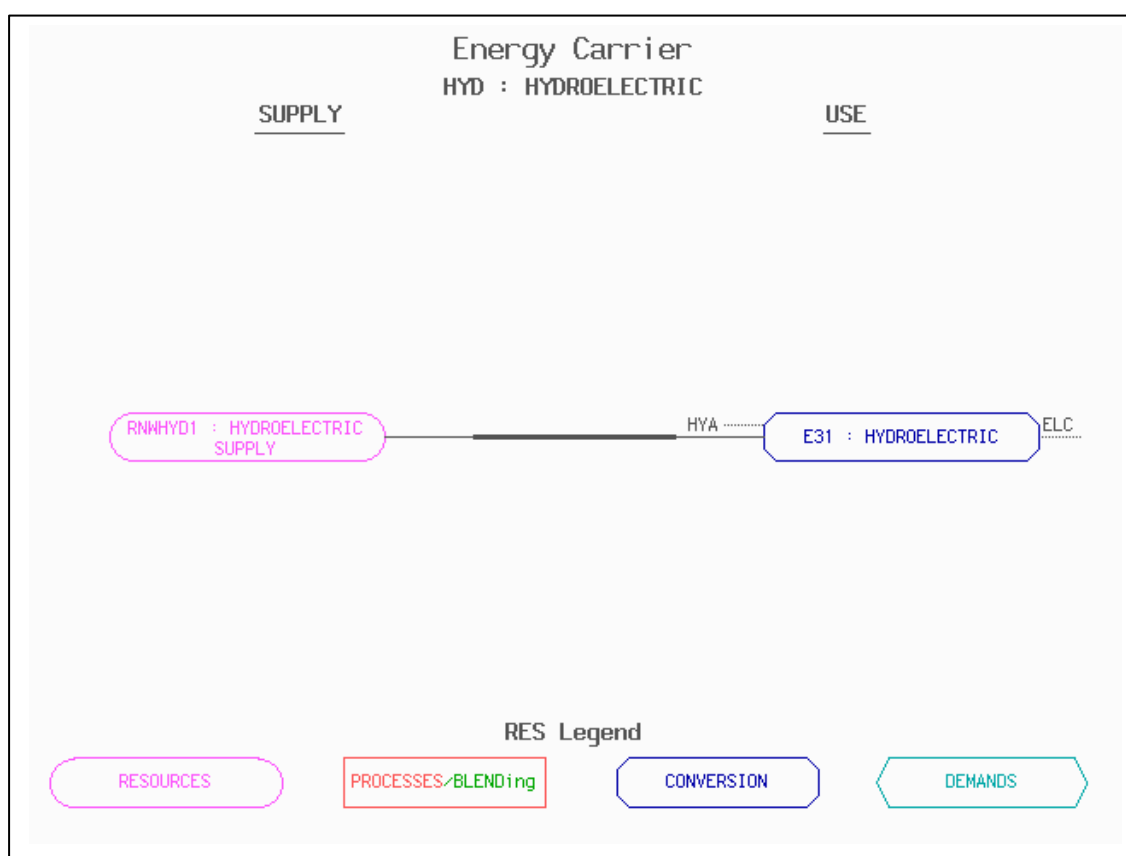 Energy Carrier
HYD : HYDROELECTRIC
SUPPLY USE
RNWHYD1 : HYDROELECTRIC
SUPPLY
HYA
E31 : HYDROELECTRIC
ELC
RES Legend
RESOURCES PROCESSES/BLENDing CONVERSION DEMANDS